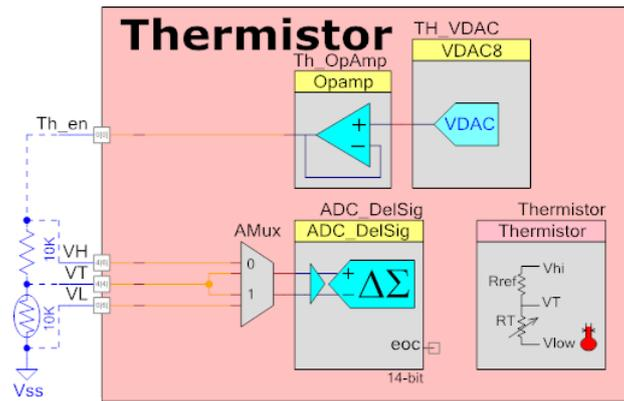 Thermistor
TH_VDAC
Th_OpAmp
VDAC8
Opamp
VDAC
+
−
Th_en
ADC_DelSig
Thermistor
AMux
ADC_DelSig
Thermistor
10K
VH
VT
VL
0
1
+
−
ΔΣ
Vhi
Rref
VT
RT
Vlow
10K
eoc
14-bit
Vss